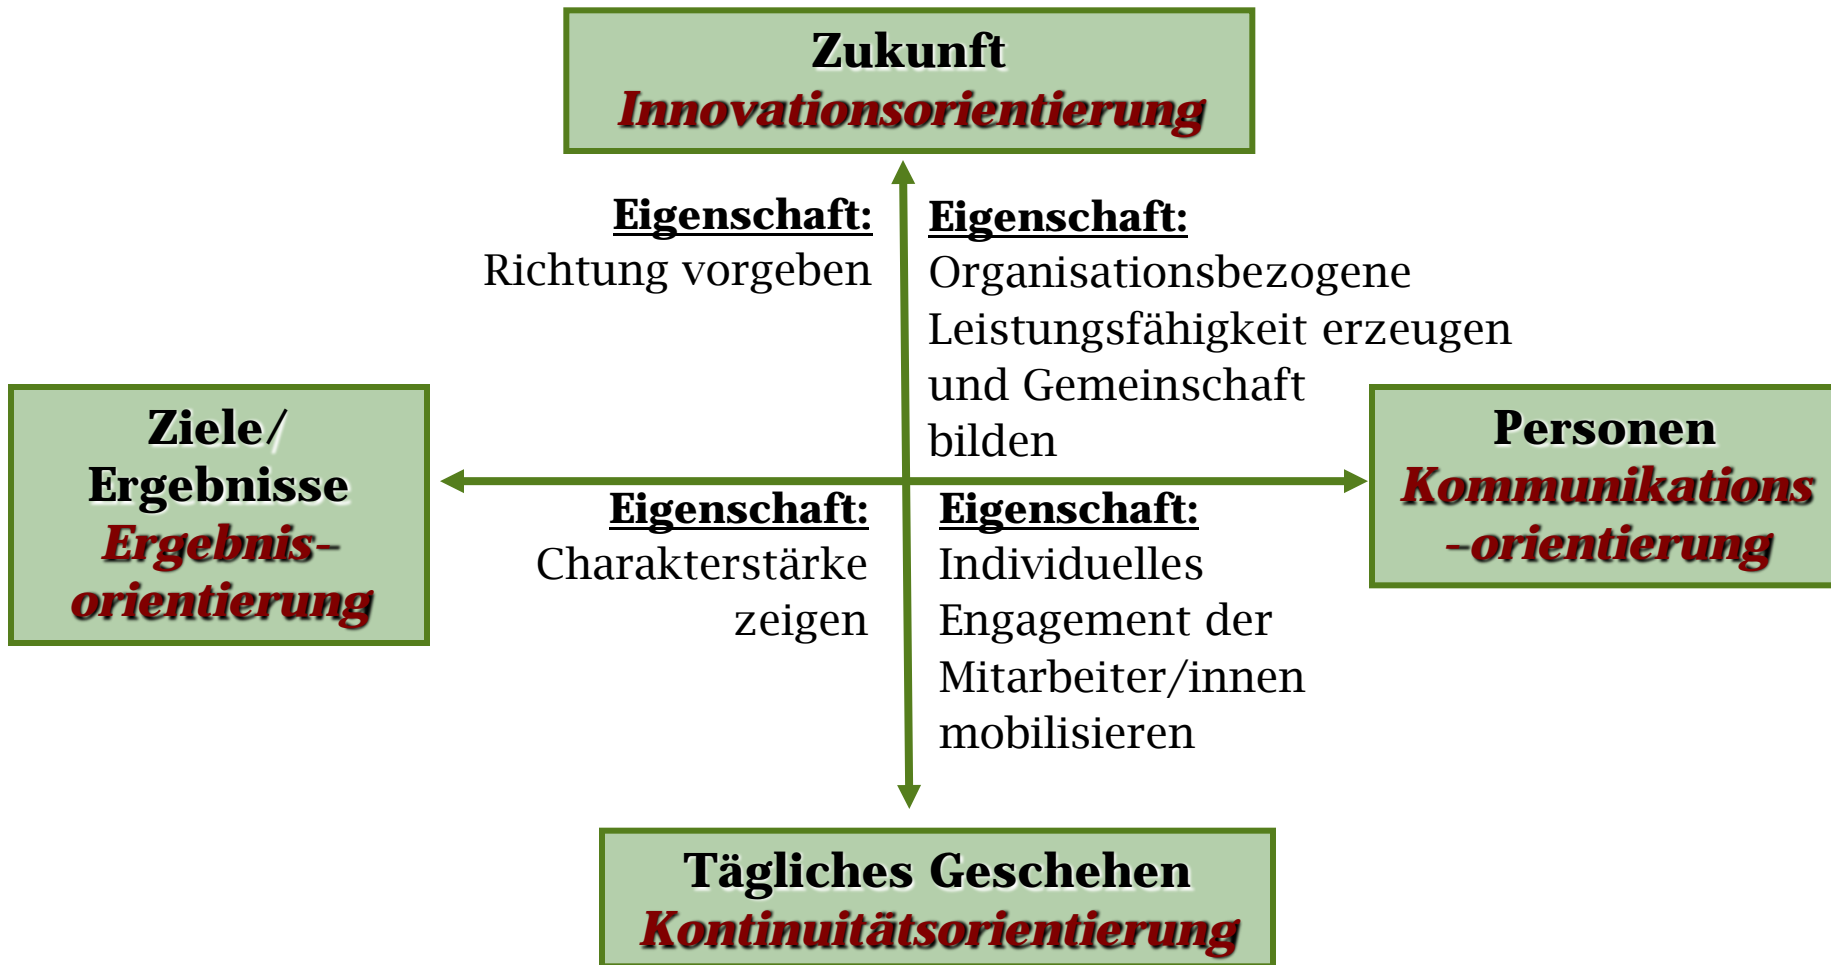 Zukunft
Innovationsorientierung
Eigenschaft:
Richtung vorgeben
Eigenschaft:
Organisationsbezogene
Leistungsfähigkeit erzeugen
und Gemeinschaft
bilden
Ziele/
Ergebnisse
Ergebnis-
orientierung
Personen
Kommunikations
-orientierung
Eigenschaft:
Charakterstärke
zeigen
Eigenschaft:
Individuelles
Engagement der
Mitarbeiter/innen
mobilisieren
Tägliches Geschehen
Kontinuitätsorientierung